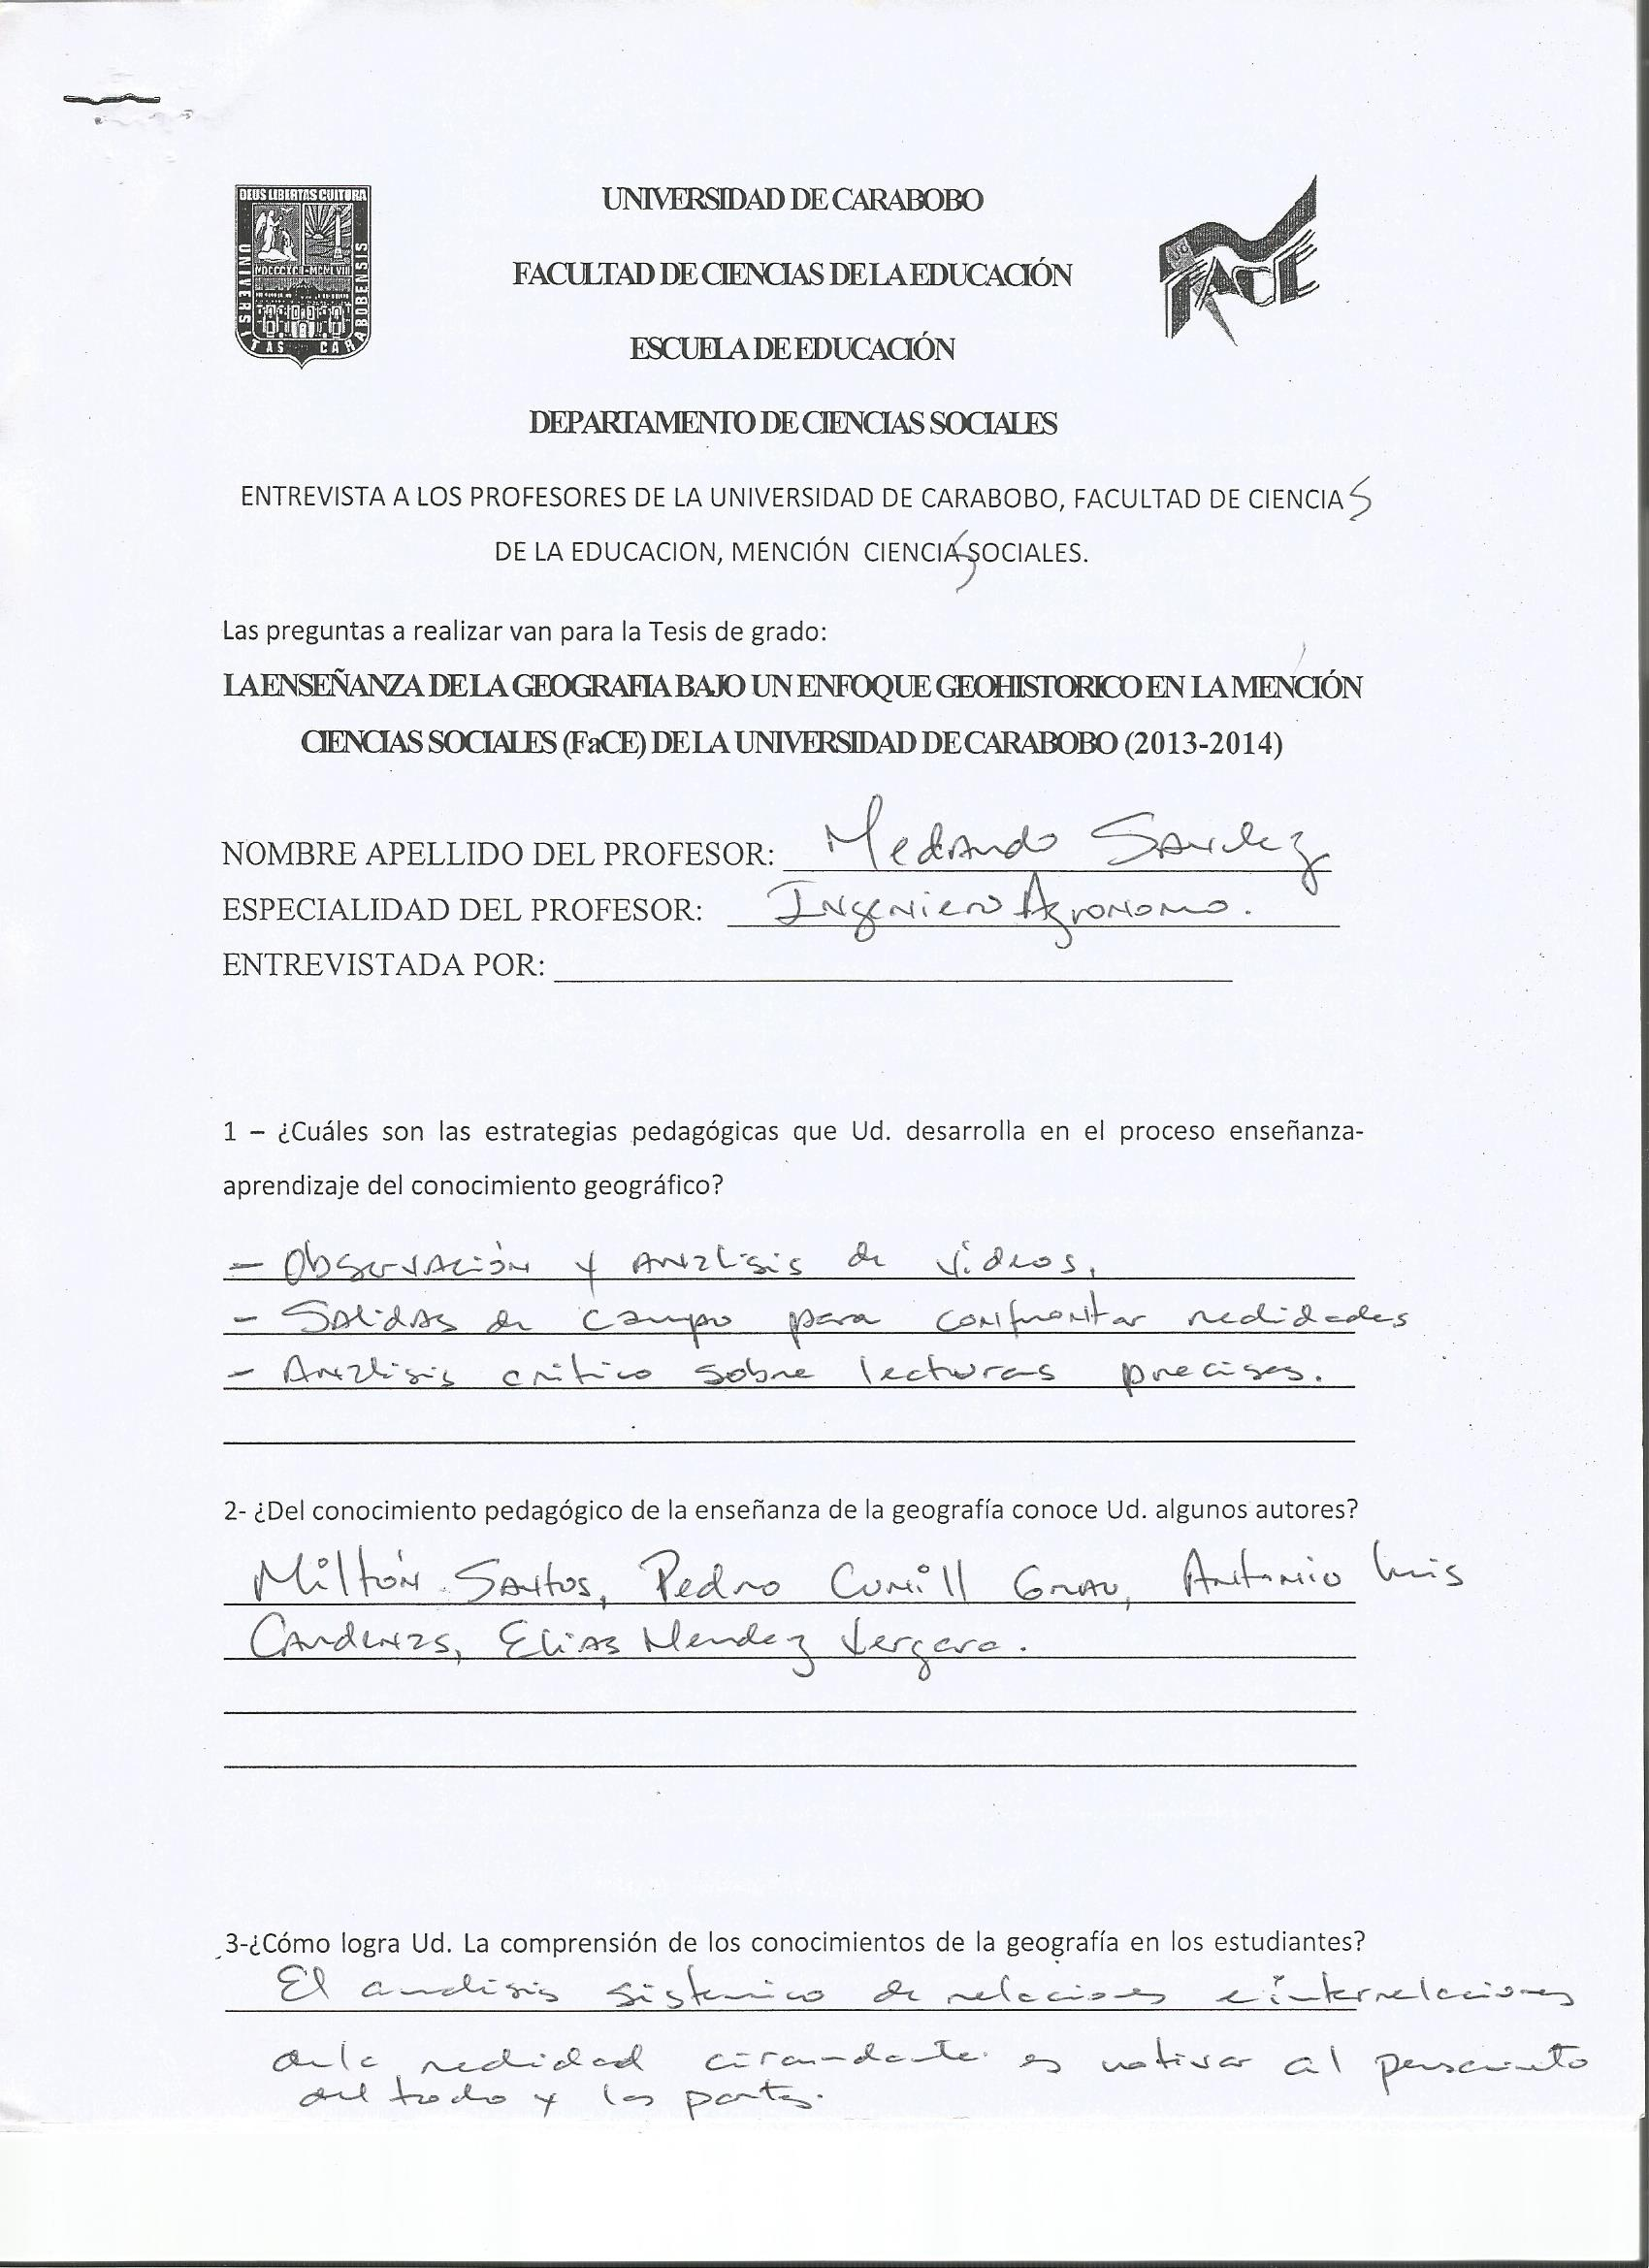 DEUS LIBERTAS CULTURA
UNIVERSITAS CARABOBENSIS
MDCCCXCII-MCMLVIII
FACE
UNIVERSIDAD DE CARABOBO
FACULTAD DE CIENCIAS DE LA EDUCACIÓN
ESCUELA DE EDUCACIÓN
DEPARTAMENTO DE CIENCIAS SOCIALES
ENTREVISTA A LOS PROFESORES DE LA UNIVERSIDAD DE CARABOBO, FACULTAD DE CIENCIAS
DE LA EDUCACION, MENCIÓN CIENCIAS SOCIALES.
Las preguntas a realizar van para la Tesis de grado:
LA ENSEÑANZA DE LA GEOGRAFIA BAJO UN ENFOQUE GEOHISTORICO EN LA MENCIÓN
CIENCIAS SOCIALES (FaCE) DE LA UNIVERSIDAD DE CARABOBO (2013-2014)
NOMBRE APELLIDO DEL PROFESOR: Medardo Sanchez
ESPECIALIDAD DEL PROFESOR: Ingeniero Agronomo.
ENTREVISTADA POR:
1 – ¿Cuáles son las estrategias pedagógicas que Ud. desarrolla en el proceso enseñanza-
aprendizaje del conocimiento geográfico?
- Observación y Análisis de videos.
- Salidas de campo para confrontar realidades
- Análisis critico sobre lecturas precisas.
2- ¿Del conocimiento pedagógico de la enseñanza de la geografía conoce Ud. algunos autores?
Miltón Santos, Pedro Cunill Grau, Antonio Luis
Cardenas, Elias Mendez Vergara.
3-¿Cómo logra Ud. La comprensión de los conocimientos de la geografía en los estudiantes?
El analisis sistemico de relaciones e interrelaciones
de la realidad circundante es motivar al pensamiento
del todo y las partes.